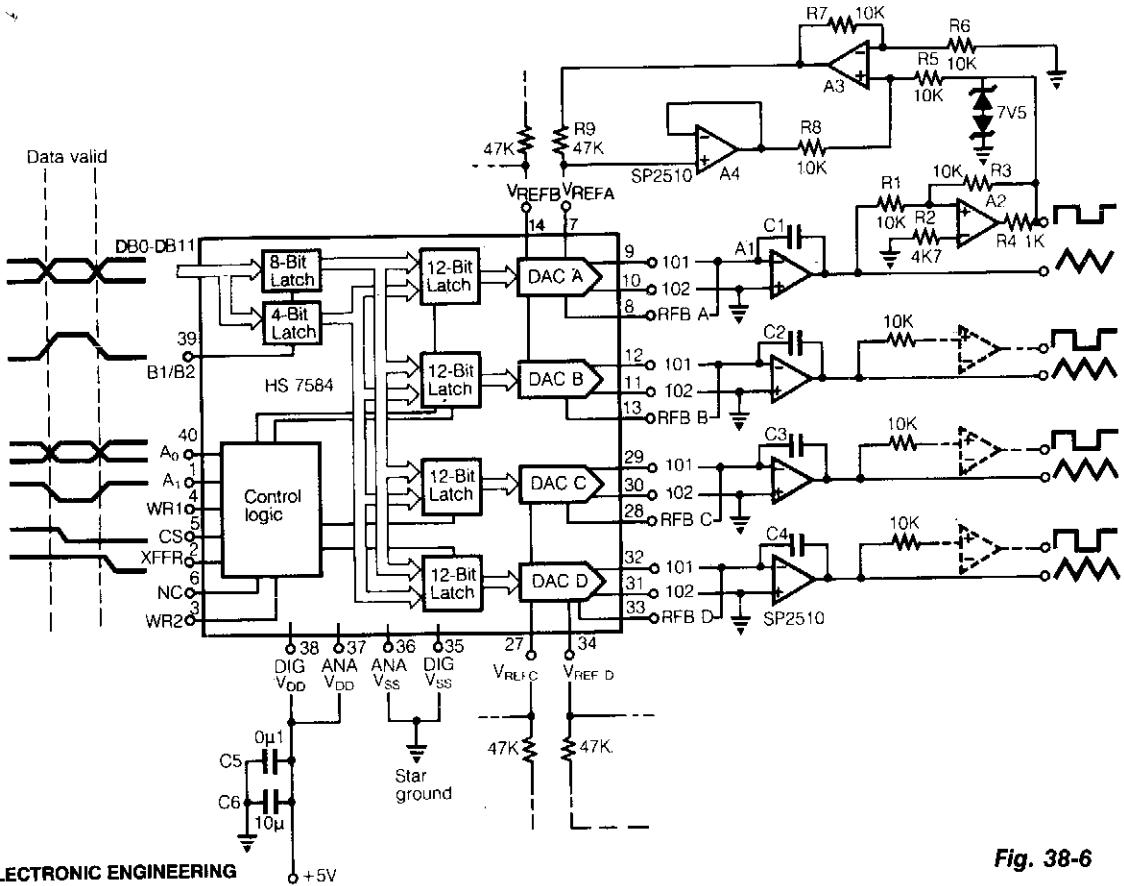 R7
10K
R6
10K
R5
10K
A3
7V5
R9
47K
47K
R8
10K
SP2510
A4
Data valid
VREFB
VREFA
14
7
10K
R3
R1
10K
A2
R2
4K7
R4 1K
DB0-DB11
8-Bit
Latch
4-Bit
Latch
12-Bit
Latch
DAC A
9
101
10
102
8
RFB A
A1
C1
39
B1/B2
HS 7584
12-Bit
Latch
DAC B
12
101
11
102
13
RFB B
C2
10K
40
A0
1
A1
4
WR1
5
CS
2
XFFR
6
NC
3
WR2
Control
logic
12-Bit
Latch
DAC C
29
101
30
102
28
RFB C
C3
10K
12-Bit
Latch
DAC D
32
101
31
102
33
RFB D
C4
SP2510
10K
38
37
36
35
27
34
DIG
VDD
ANA
VDD
ANA
VSS
DIG
VSS
VREFC
VREF D
47K
47K
0µ1
C5
C6
10µ
Star
ground
+5V
LECTRONIC ENGINEERING
Fig. 38-6